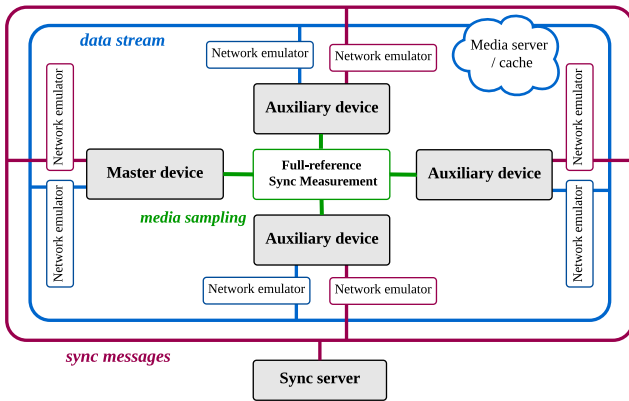 data stream
Network emulator
Network emulator
Media server
/ cache
Network emulator
Network emulator
Auxiliary device
Master device
Full-reference
Sync Measurement
Auxiliary device
media sampling
Network emulator
Network emulator
Auxiliary device
Network emulator
Network emulator
sync messages
Sync server